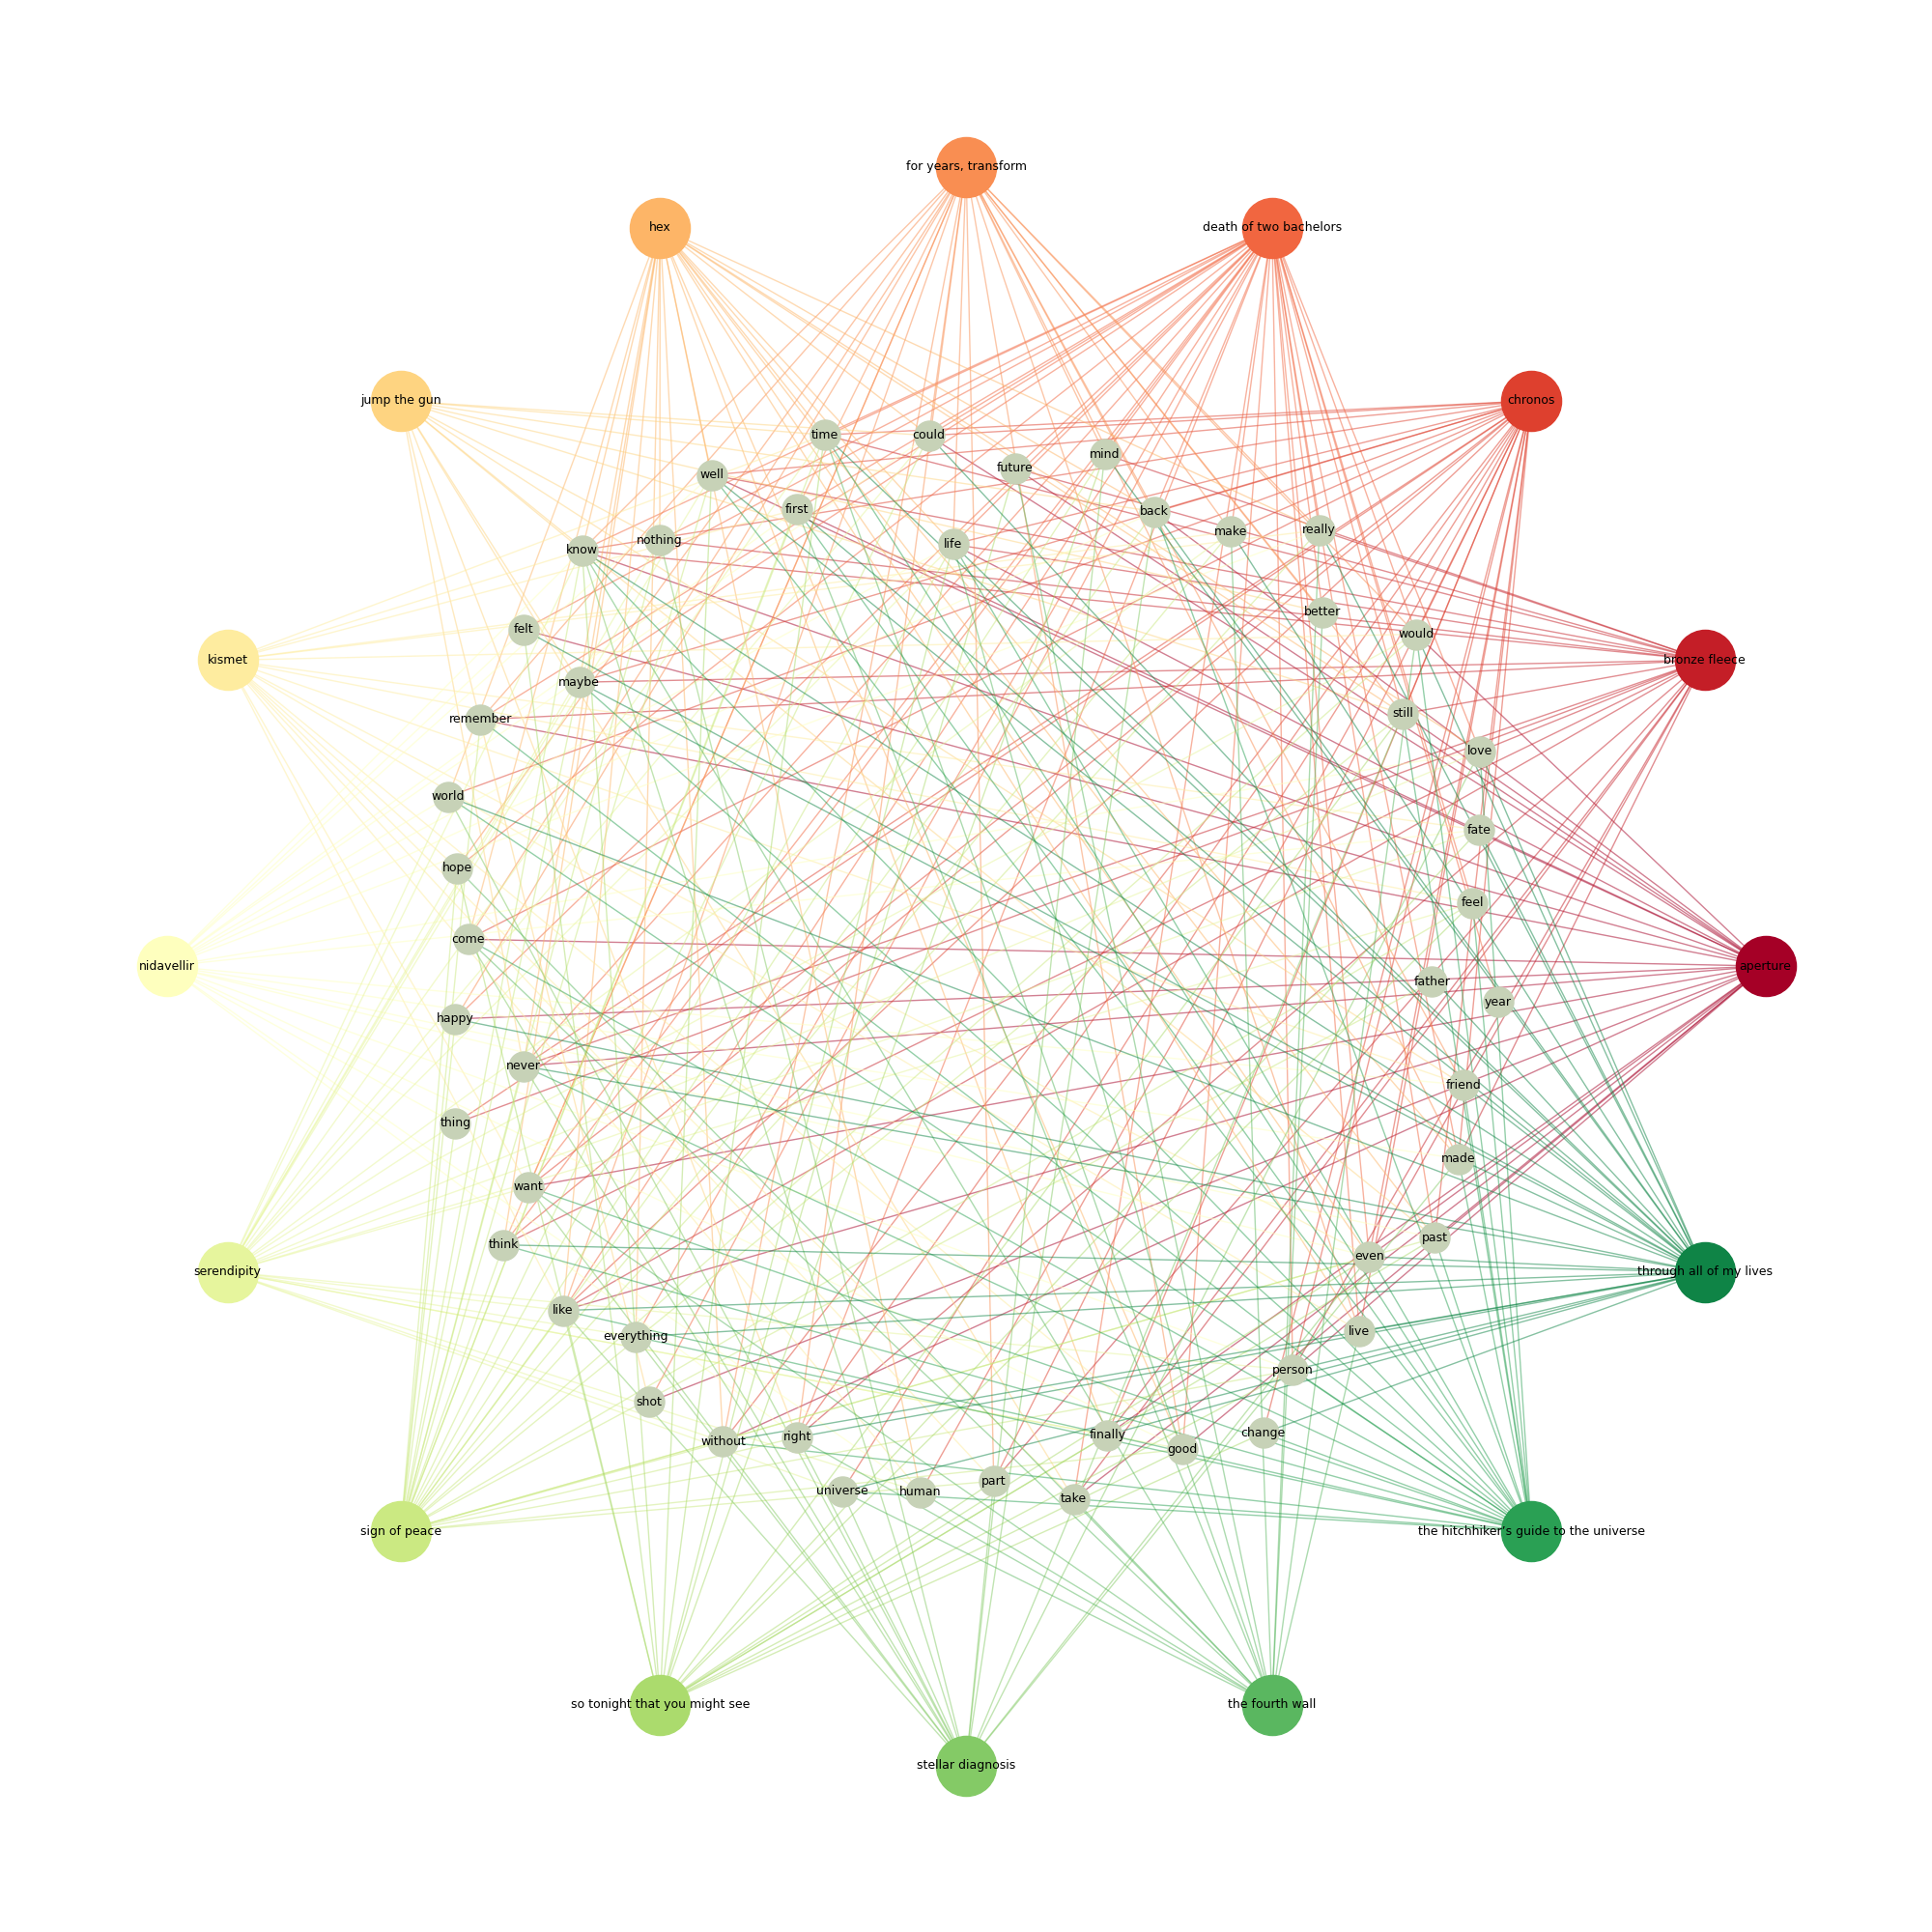 for years, transform
hex
death of two bachelors
jump the gun
chronos
time
could
mind
future
well
first
back
make
really
nothing
know
life
better
felt
would
kismet
bronze fleece
maybe
still
remember
love
world
fate
hope
feel
come
nidavellir
aperture
father
year
happy
never
friend
thing
made
want
past
think
even
serendipity
through all of my lives
like
live
everything
person
shot
change
right
finally
without
good
part
universe
human
take
sign of peace
the hitchhiker's guide to the universe
so tonight that you might see
the fourth wall
stellar diagnosis